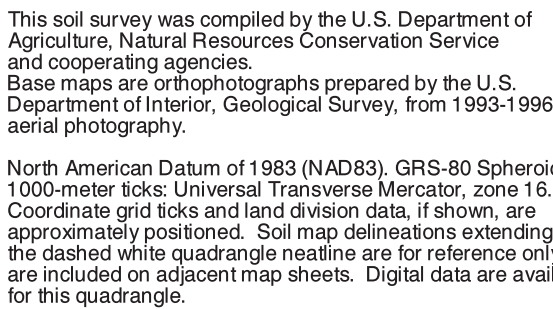 This soil survey was compiled by the U.S. Department of
Agriculture, Natural Resources Conservation Service
and cooperating agencies.
Base maps are orthophotographs prepared by the U.S.
Department of Interior, Geological Survey, from 1993-1996
aerial photography.
North American Datum of 1983 (NAD83). GRS-80 Spheroi
1000-meter ticks: Universal Transverse Mercator, zone 16.
Coordinate grid ticks and land division data, if shown, are
approximately positioned. Soil map delineations extending
the dashed white quadrangle neatline are for reference only
are included on adjacent map sheets. Digital data are avai
for this quadrangle.